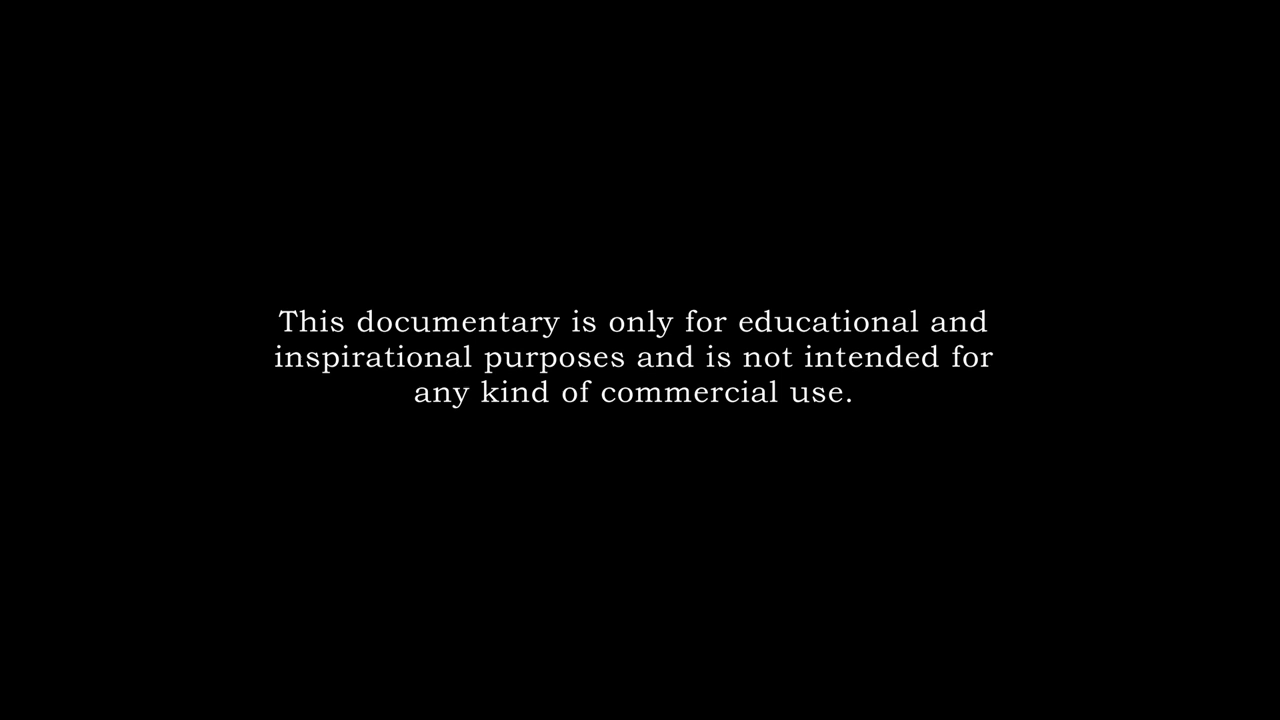 This documentary is only for educational and
inspirational purposes and is not intended for
any kind of commercial use.